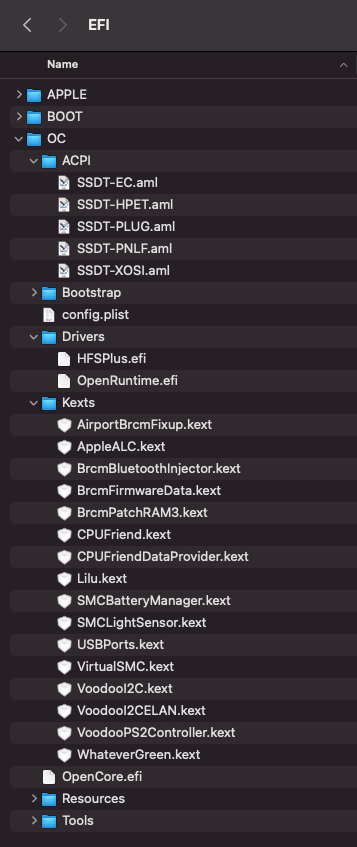 EFI
Name
APPLE
BOOT
OC
ACPI
SSDT-EC.aml
SSDT-HPET.aml
SSDT-PLUG.aml
SSDT-PNLF.aml
SSDT-XOSI.aml
Bootstrap
config.plist
Drivers
HFSPlus.efi
OpenRuntime.efi
Kexts
AirportBrcmFixup.kext
AppleALC.kext
BrcmBluetoothInjector.kext
BrcmFirmwareData.kext
BrcmPatchRAM3.kext
CPUFriend.kext
CPUFriendDataProvider.kext
Lilu.kext
SMCBatteryManager.kext
SMCLightSensor.kext
USBPorts.kext
VirtualSMC.kext
VoodooI2C.kext
VoodooI2CELAN.kext
VoodooPS2Controller.kext
WhateverGreen.kext
OpenCore.efi
Resources
Tools